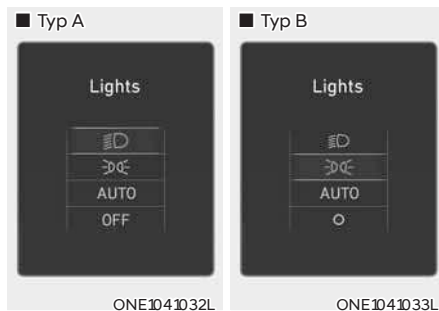 ■ Typ A
Lights
AUTO
OFF
ONE1041032L
■ Typ B
Lights
AUTO
ONE1041033L